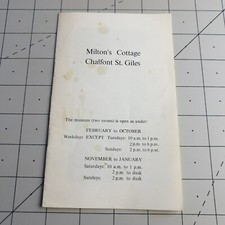 Milton's Cottage
Chalfont St. Giles
The museum (two rooms) is open as under:
FEBRUARY to OCTOBER
Weekdays EXCEPT Tuesdays: 10 a.m. to 1 p.m.
2 p.m. to 6 p.m.
Sundays: 2 p.m. to 6 p.m.
NOVEMBER to JANUARY
Saturdays: 10 a.m. to 1 p.m.
2 p.m. to dusk
Sundays: 2 p.m. to dusk